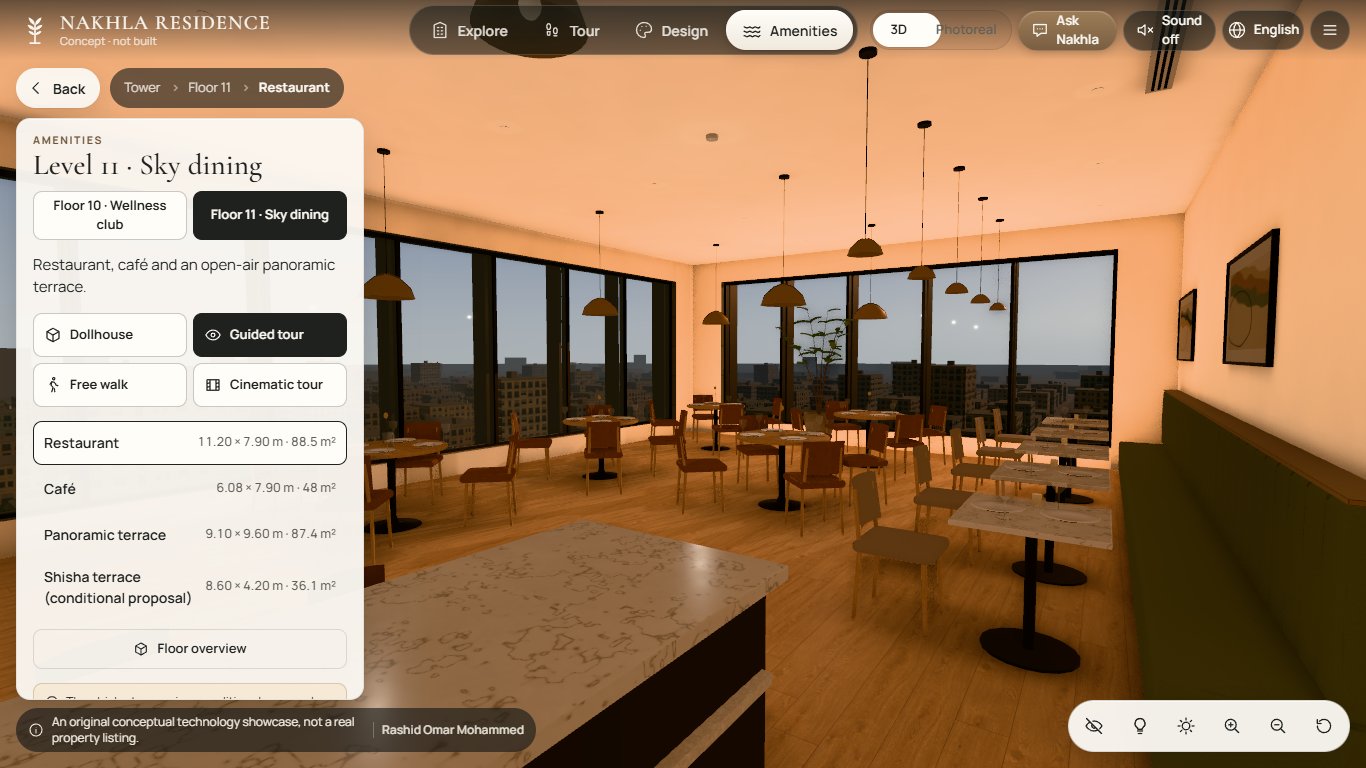 NAKHLA RESIDENCE
Concept · not built
Explore
Tour
Design
Amenities
3D
Photoreal
Ask
Nakhla
Sound
off
English
Back
Tower › Floor 11 › Restaurant
AMENITIES
Level 11 · Sky dining
Floor 10 · Wellness
club
Floor 11 · Sky dining
Restaurant, café and an open-air panoramic
terrace.
Dollhouse
Guided tour
Free walk
Cinematic tour
Restaurant 11.20 × 7.90 m · 88.5 m²
Café 6.08 × 7.90 m · 48 m²
Panoramic terrace 9.10 × 9.60 m · 87.4 m²
Shisha terrace
(conditional proposal) 8.60 × 4.20 m · 36.1 m²
Floor overview
An original conceptual technology showcase, not a real
property listing.
Rashid Omar Mohammed